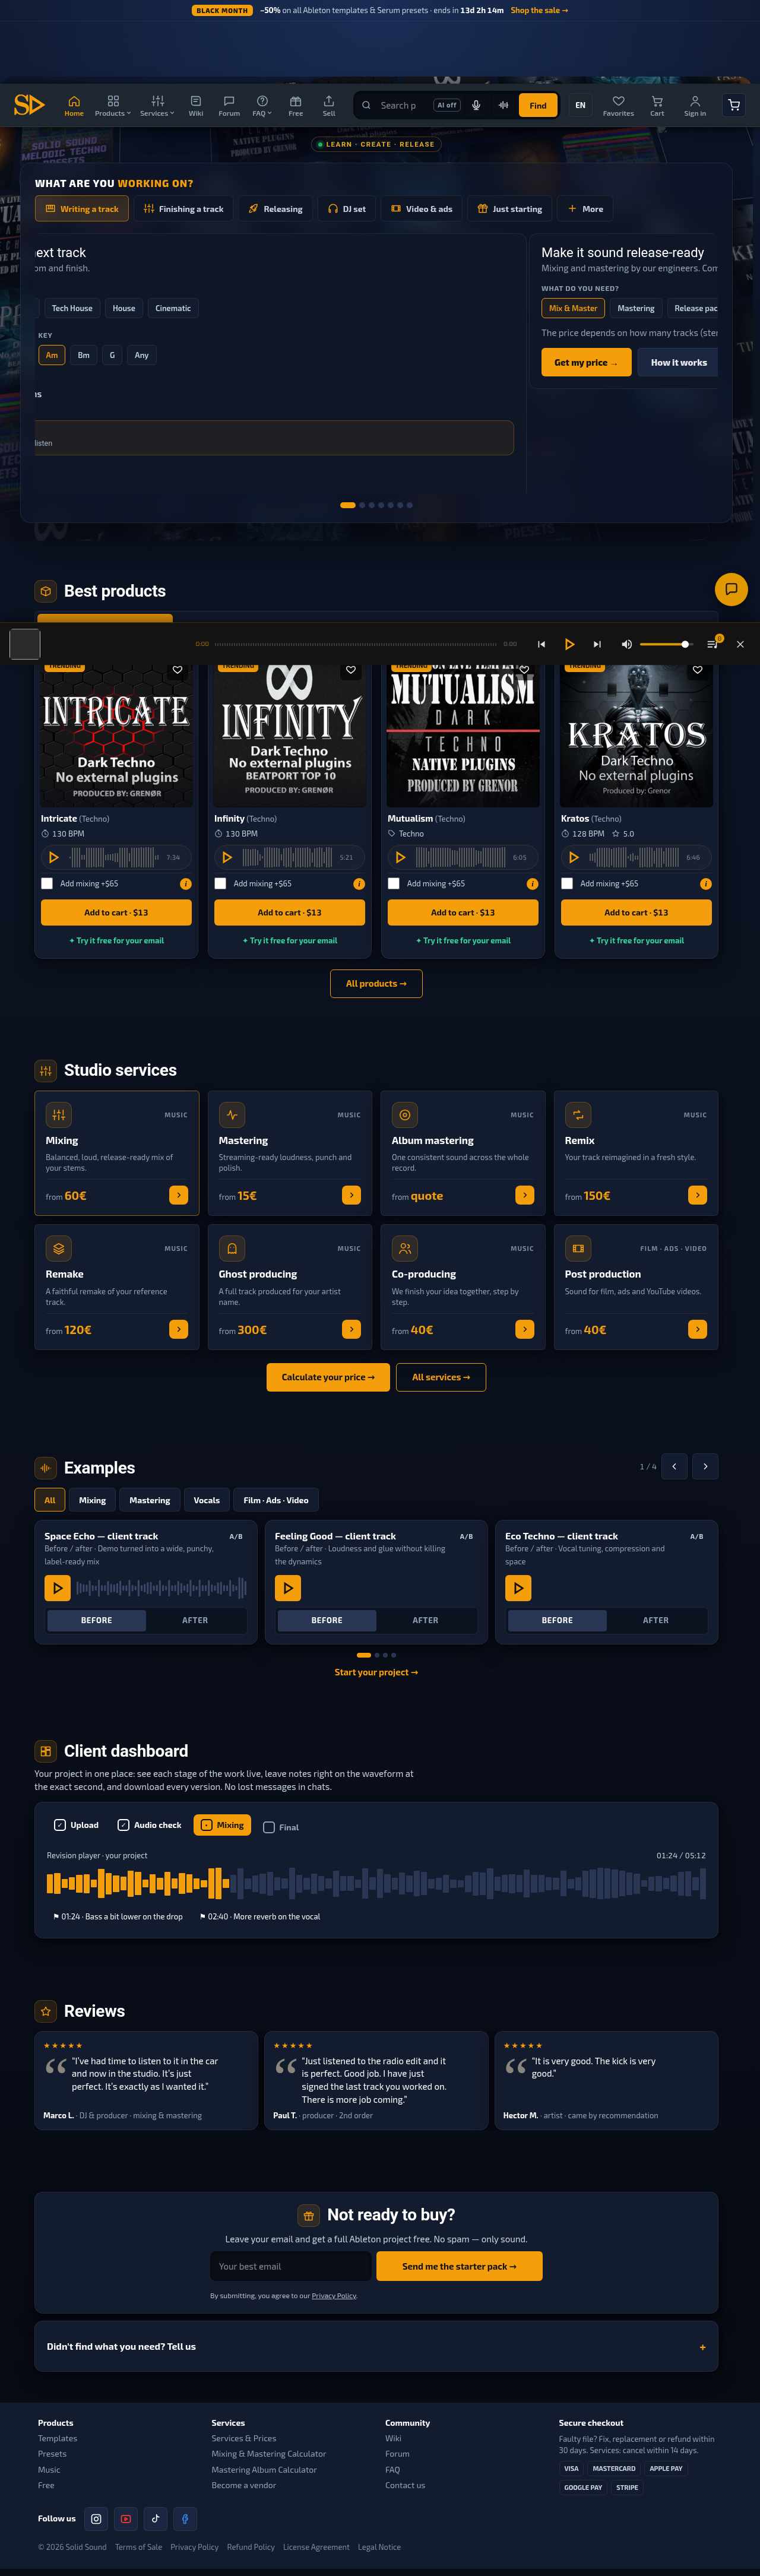 BLACK MONTH −50% on all Ableton templates & Serum presets · ends in 13d 2h 14m Shop the sale →
Home Products Services Wiki Forum FAQ Free Sell Search p AI off Find EN Favorites Cart Sign in
SOLID SOUND
MELODIC TECHNO
LEARN · CREATE · RELEASE
WHAT ARE YOU WORKING ON?
Writing a track Finishing a track Releasing DJ set Video & ads Just starting More
next track
om and finish.
Tech House House Cinematic
KEY
Am Bm G Any
ns
listen
Make it sound release-ready
Mixing and mastering by our engineers. Com
WHAT DO YOU NEED?
Mix & Master Mastering Release pac
The price depends on how many tracks (ster
Get my price → How it works
Best products
0:00 0:00 0
TRENDING TRENDING TRENDING TRENDING
INTRICATE
Dark Techno
No external plugins
PRODUCED BY: GRENØR
INFINITY
Dark Techno
No external plugins
BEATPORT TOP 10
PRODUCED BY: GRENØR
MUTUALISM
DARK
TECHNO
NATIVE PLUGINS
PRODUCED BY GRENOR
KRATOS
Dark Techno
No external plugins
Produced by: Grenor
Intricate (Techno)
130 BPM
7:34
Add mixing +$65 i
Add to cart · $13
+ Try it free for your email
Infinity (Techno)
130 BPM
5:21
Add mixing +$65 i
Add to cart · $13
+ Try it free for your email
Mutualism (Techno)
Techno
6:05
Add mixing +$65 i
Add to cart · $13
+ Try it free for your email
Kratos (Techno)
128 BPM 5.0
6:46
Add mixing +$65 i
Add to cart · $13
+ Try it free for your email
All products →
Studio services
MUSIC
Mixing
Balanced, loud, release-ready mix of
your stems.
from 60€
MUSIC
Mastering
Streaming-ready loudness, punch and
polish.
from 15€
MUSIC
Album mastering
One consistent sound across the whole
record.
from quote
MUSIC
Remix
Your track reimagined in a fresh style.
from 150€
MUSIC
Remake
A faithful remake of your reference
track.
from 120€
MUSIC
Ghost producing
A full track produced for your artist
name.
from 300€
MUSIC
Co-producing
We finish your idea together, step by
step.
from 40€
FILM · ADS · VIDEO
Post production
Sound for film, ads and YouTube videos.
from 40€
Calculate your price → All services →
Examples
1 / 4
All Mixing Mastering Vocals Film · Ads · Video
Space Echo — client track A/B
Before / after · Demo turned into a wide, punchy,
label-ready mix
BEFORE AFTER
Feeling Good — client track A/B
Before / after · Loudness and glue without killing
the dynamics
BEFORE AFTER
Eco Techno — client track A/B
Before / after · Vocal tuning, compression and
space
BEFORE AFTER
Start your project →
Client dashboard
Your project in one place: see each stage of the work live, leave notes right on the waveform at
the exact second, and download every version. No lost messages in chats.
Upload Audio check Mixing Final
Revision player · your project 01:24 / 05:12
01:24 · Bass a bit lower on the drop 02:40 · More reverb on the vocal
Reviews
★★★★★
“I’ve had time to listen to it in the car
and now in the studio. It’s just
perfect. It’s exactly as I wanted it.”
Marco L. · DJ & producer · mixing & mastering
★★★★★
“Just listened to the radio edit and it
is perfect. Good job. I have just
signed the last track you worked on.
There is more job coming.”
Paul T. · producer · 2nd order
★★★★★
“It is very good. The kick is very
good.”
Hector M. · artist · came by recommendation
Not ready to buy?
Leave your email and get a full Ableton project free. No spam — only sound.
Your best email Send me the starter pack →
By submitting, you agree to our Privacy Policy.
Didn't find what you need? Tell us +
Products
Templates
Presets
Music
Free
Services
Services & Prices
Mixing & Mastering Calculator
Mastering Album Calculator
Become a vendor
Community
Wiki
Forum
FAQ
Contact us
Secure checkout
Faulty file? Fix, replacement or refund within
30 days. Services: cancel within 14 days.
VISA MASTERCARD APPLE PAY
GOOGLE PAY STRIPE
Follow us
© 2026 Solid Sound Terms of Sale Privacy Policy Refund Policy License Agreement Legal Notice